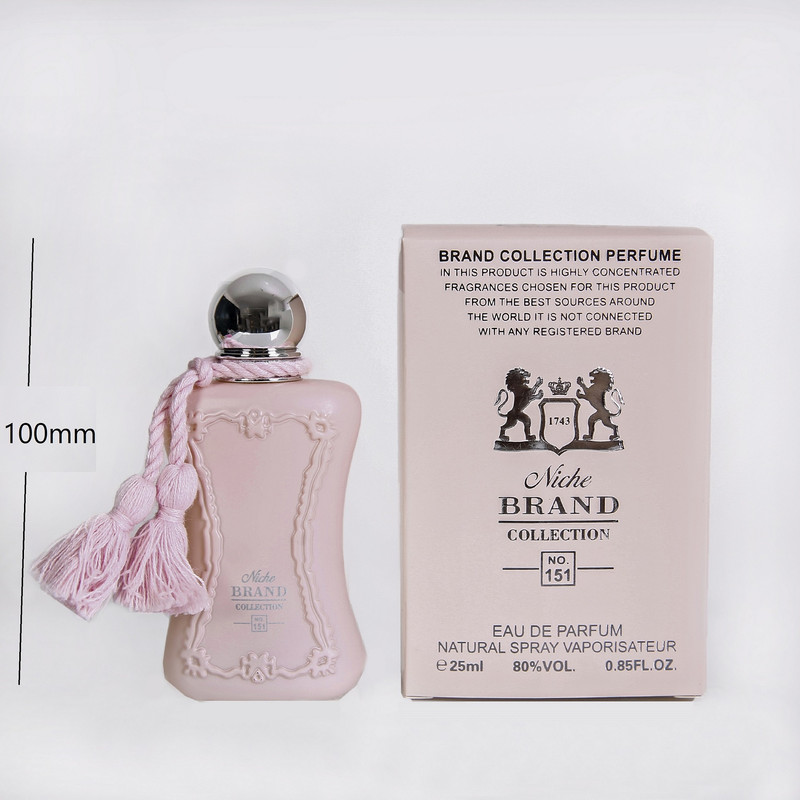 100mm
Niche
BRAND
COLLECTION
NO.
151
BRAND COLLECTION PERFUME
IN THIS PRODUCT IS HIGHLY CONCENTRATED
FRAGRANCES CHOSEN FOR THIS PRODUCT
FROM THE BEST SOURCES AROUND
THE WORLD IT IS NOT CONNECTED
WITH ANY REGISTERED BRAND
1743
Niche
BRAND
COLLECTION
NO.
151
EAU DE PARFUM
NATURAL SPRAY VAPORISATEUR
℮25ml 80%VOL. 0.85FL.OZ.